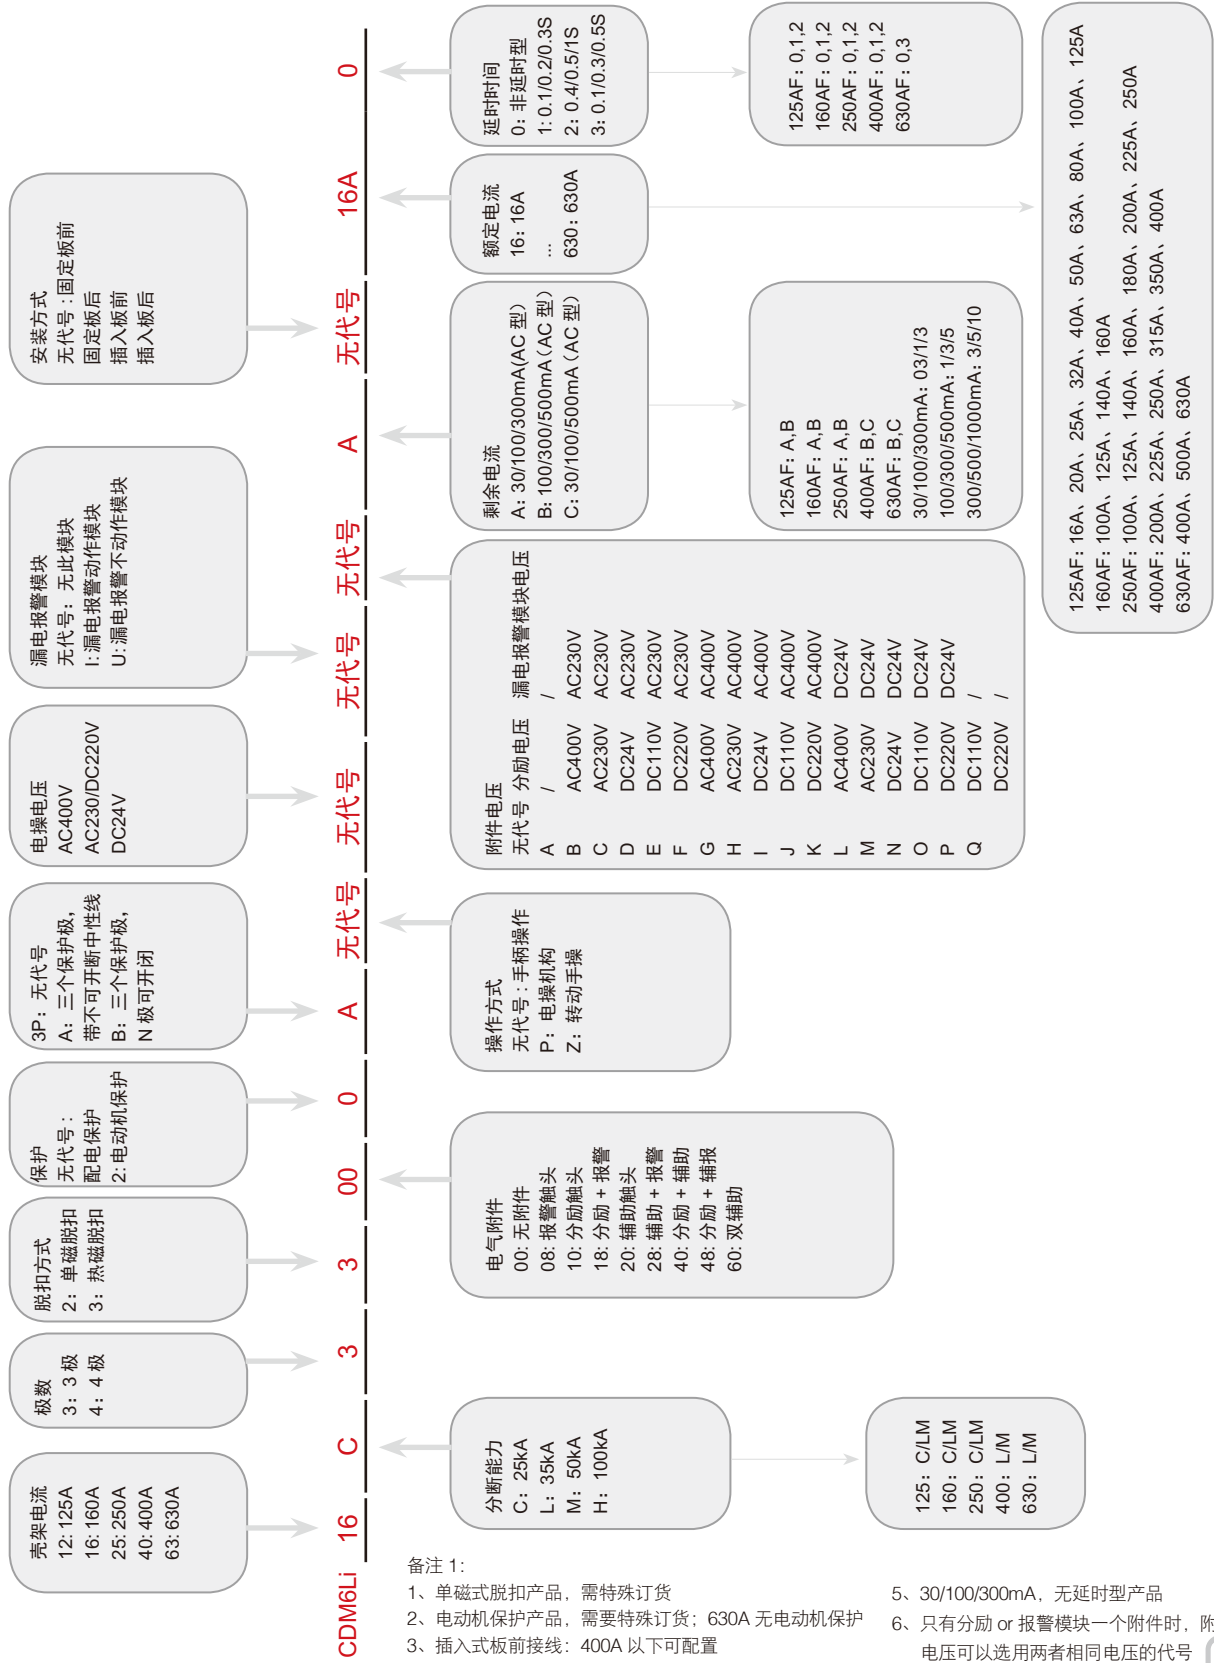 CDM6Li 16 C 3 3 00 0 A 无代号 无代号 无代号 无代号 A 无代号 16A 0
壳架电流
12: 125A
16: 160A
25: 250A
40: 400A
63: 630A
极数
3: 3 极
4: 4 极
脱扣方式
2: 单磁脱扣
3: 热磁脱扣
保护
无代号:
配电保护
2: 电动机保护
3P: 无代号
A: 三个保护极,
带不可开断中性线
B: 三个保护极,
N 极可开闭
电操电压
AC400V
AC230/DC220V
DC24V
漏电报警模块
无代号: 无此模块
I: 漏电报警动作模块
U: 漏电报警不动作模块
安装方式
无代号: 固定板前
固定板后
插入板前
插入板后
分断能力
C: 25kA
L: 35kA
M: 50kA
H: 100kA
125: C/LM
160: C/LM
250: C/LM
400: L/M
630: L/M
电气附件
00: 无附件
08: 报警触头
10: 分励触头
18: 分励 + 报警
20: 辅助触头
28: 辅助 + 报警
40: 分励 + 辅助
48: 分励 + 辅报
60: 双辅助
操作方式
无代号: 手柄操作
P: 电操机构
Z: 转动手操
附件电压
无代号 分励电压 漏电报警模块电压
A / /
B AC400V AC230V
C AC230V AC230V
D DC24V AC230V
E DC110V AC230V
F DC220V AC230V
G AC400V AC400V
H AC230V AC400V
I DC24V AC400V
J DC110V AC400V
K DC220V AC400V
L AC400V DC24V
M AC230V DC24V
N DC24V DC24V
O DC110V DC24V
P DC220V DC24V
Q DC110V /
DC220V /
剩余电流
A: 30/100/300mA(AC 型)
B: 100/300/500mA(AC 型)
C: 30/100/500mA(AC 型)
125AF: A,B
160AF: A,B
250AF: A,B
400AF: B,C
630AF: B,C
30/100/300mA: 03/1/3
100/300/500mA: 1/3/5
300/500/1000mA: 3/5/10
额定电流
16: 16A
...
630: 630A
125AF: 16A、20A、25A、32A、40A、50A、63A、80A、100A、125A
160AF: 100A、125A、140A、160A
250AF: 100A、125A、140A、160A、180A、200A、225A、250A
400AF: 200A、225A、250A、315A、350A、400A
630AF: 400A、500A、630A
延时时间
0: 非延时型
1: 0.1/0.2/0.3S
2: 0.4/0.5/1S
3: 0.1/0.3/0.5S
125AF: 0,1,2
160AF: 0,1,2
250AF: 0,1,2
400AF: 0,1,2
630AF: 0,3
备注 1:
1、单磁式脱扣产品, 需特殊订货
2、电动机保护产品, 需要特殊订货; 630A 无电动机保护
3、插入式板前接线: 400A 以下可配置
5、30/100/300mA, 无延时型产品
6、只有分励 or 报警模块一个附件时, 附
电压可以选用两者相同电压的代号